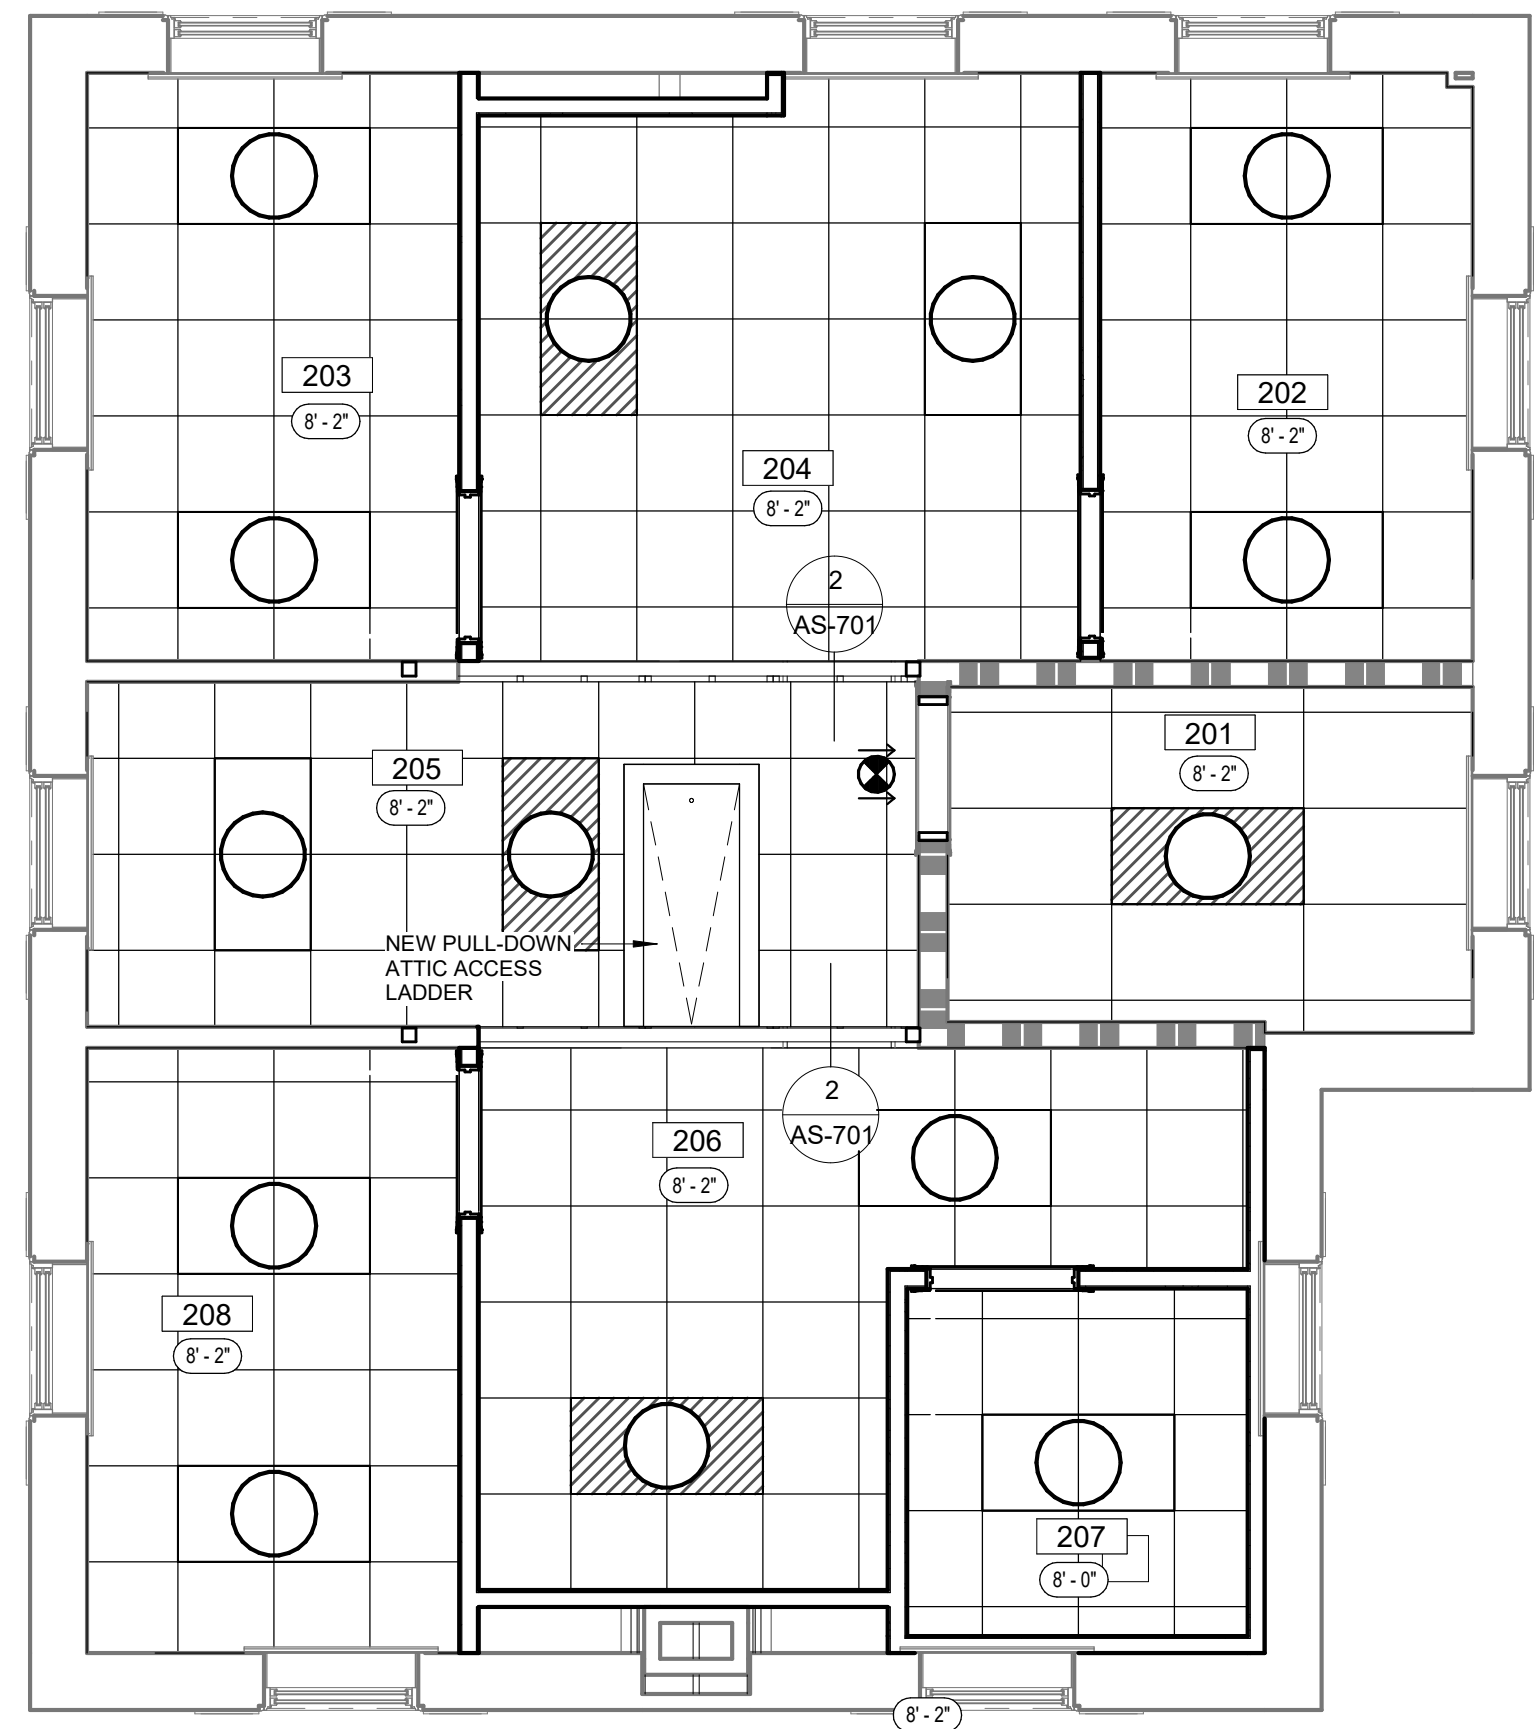 203
8' - 2"
202
8' - 2"
204
8' - 2"
2
AS-701
201
8' - 2"
205
8' - 2"
NEW PULL-DOWN
ATTIC ACCESS
LADDER
2
AS-701
206
8' - 2"
208
8' - 2"
207
8' - 0"
8' - 2"